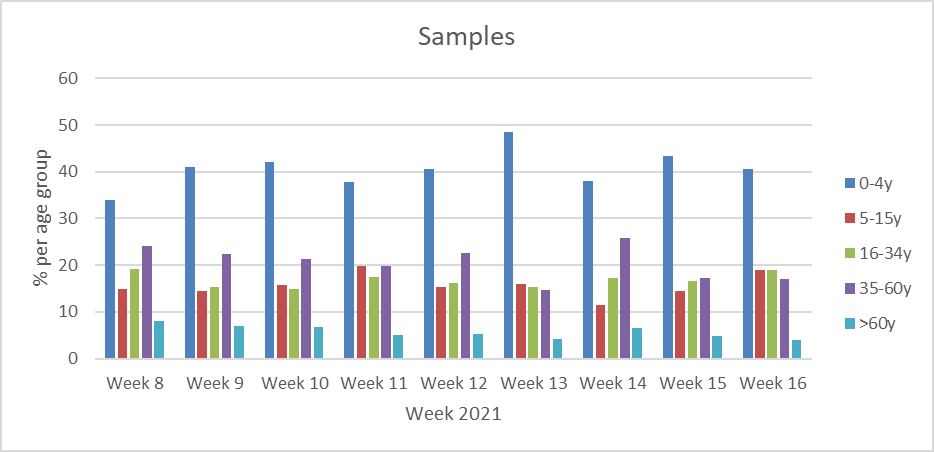 Samples
% per age group
60
50
40
30
20
10
0
Week 8 Week 9 Week 10 Week 11 Week 12 Week 13 Week 14 Week 15 Week 16
Week 2021
0-4y
5-15y
16-34y
35-60y
>60y